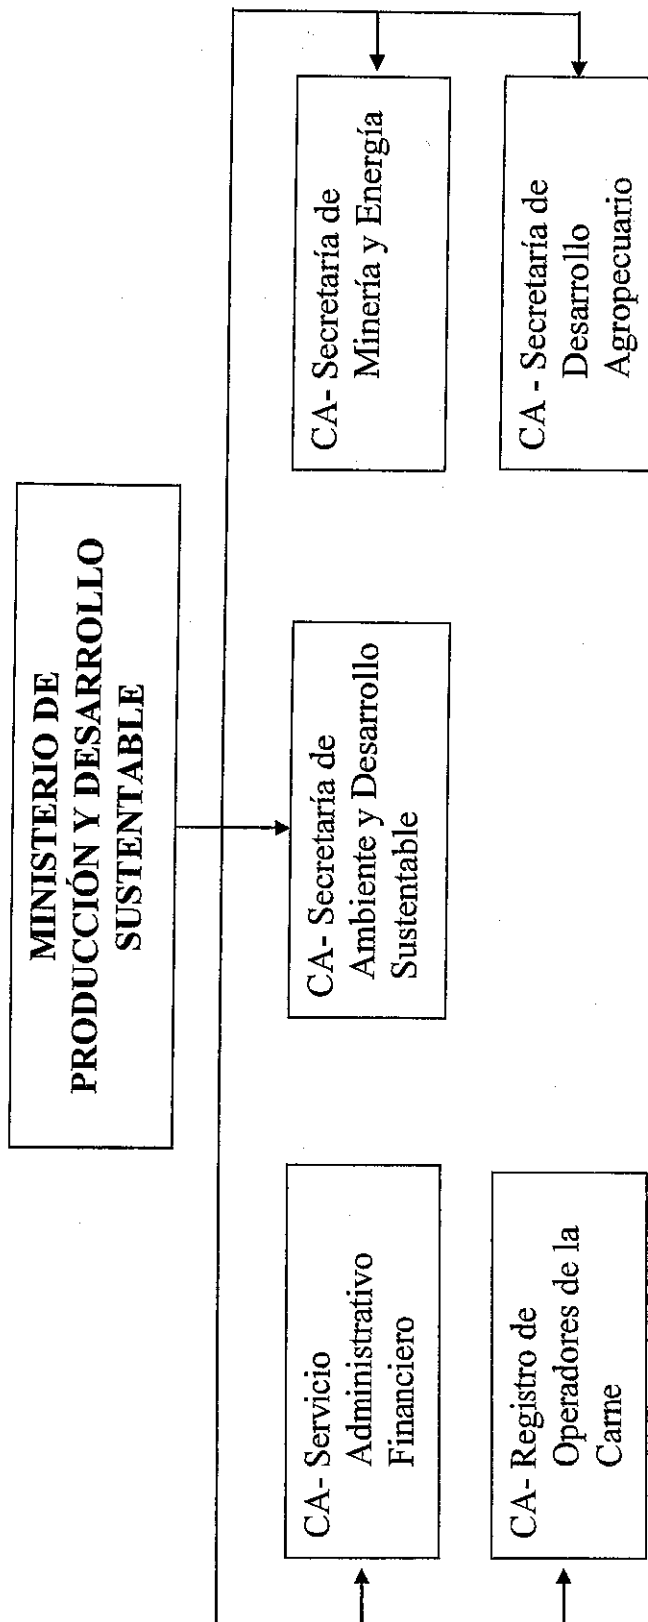 MINISTERIO DE
PRODUCCIÓN Y DESARROLLO
SUSTENTABLE
CA- Servicio
Administrativo
Financiero
CA- Registro de
Operadores de la
Carne
CA- Secretaría de
Ambiente y Desarrollo
Sustentable
CA- Secretaría de
Minería y Energía
CA - Secretaría de
Desarrollo
Agropecuario